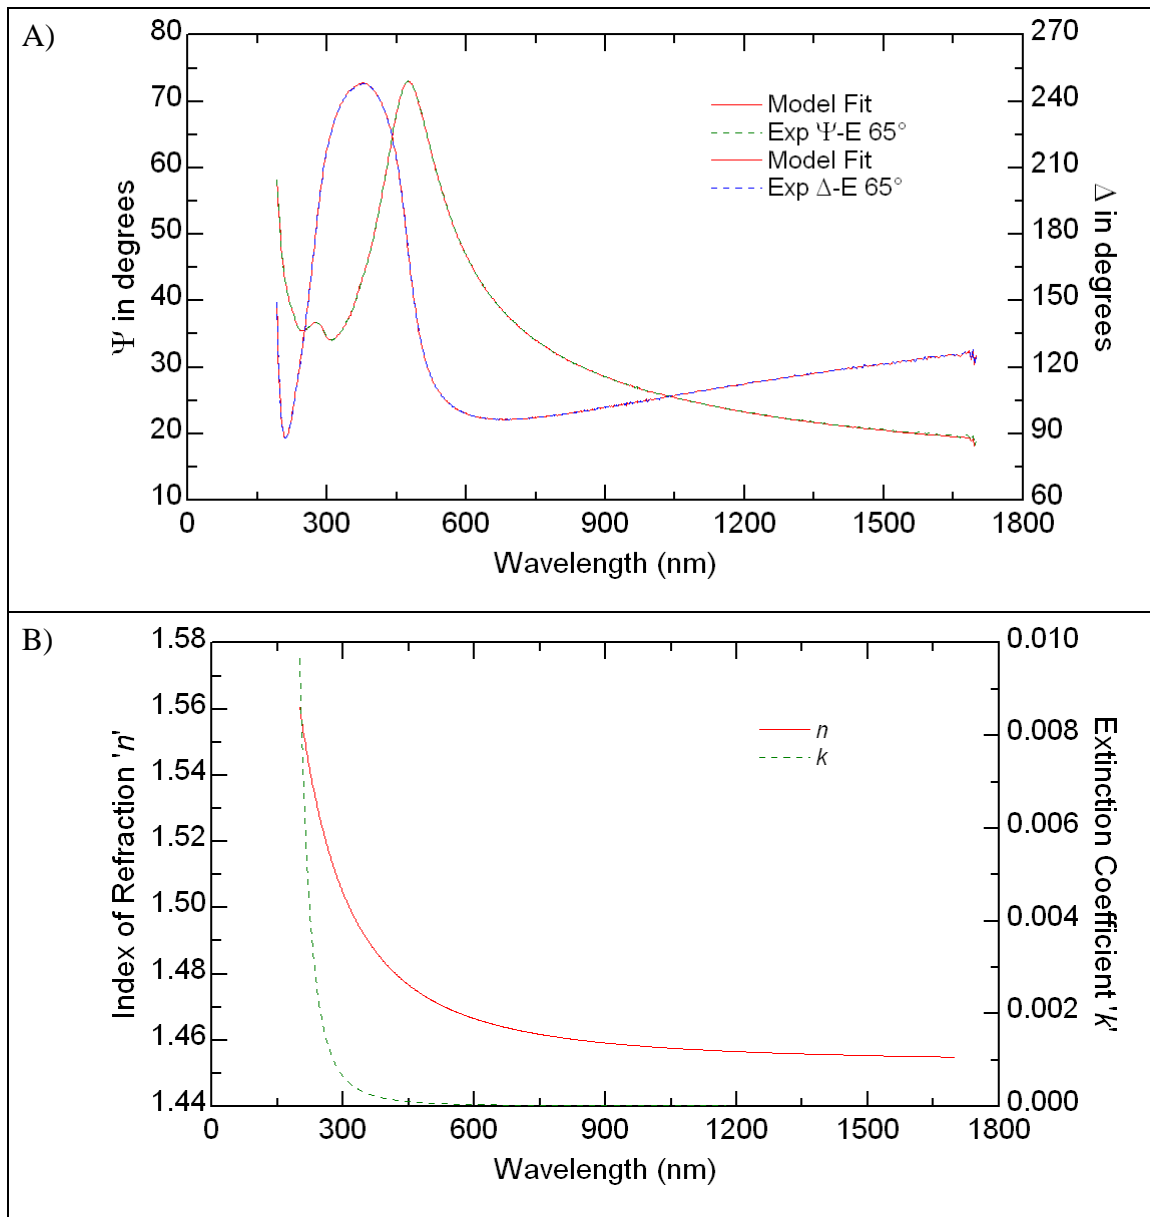 A)
80
70
60
50
40
30
20
10
Ψ in degrees
270
240
210
180
150
120
90
60
Δ in degrees
Model Fit
Exp Ψ-E 65°
Model Fit
Exp Δ-E 65°
0 300 600 900 1200 1500 1800
Wavelength (nm)
B)
1.58
1.56
1.54
1.52
1.50
1.48
1.46
1.44
Index of Refraction 'n'
0.010
0.008
0.006
0.004
0.002
0.000
Extinction Coefficient 'k'
n
k
0 300 600 900 1200 1500 1800
Wavelength (nm)